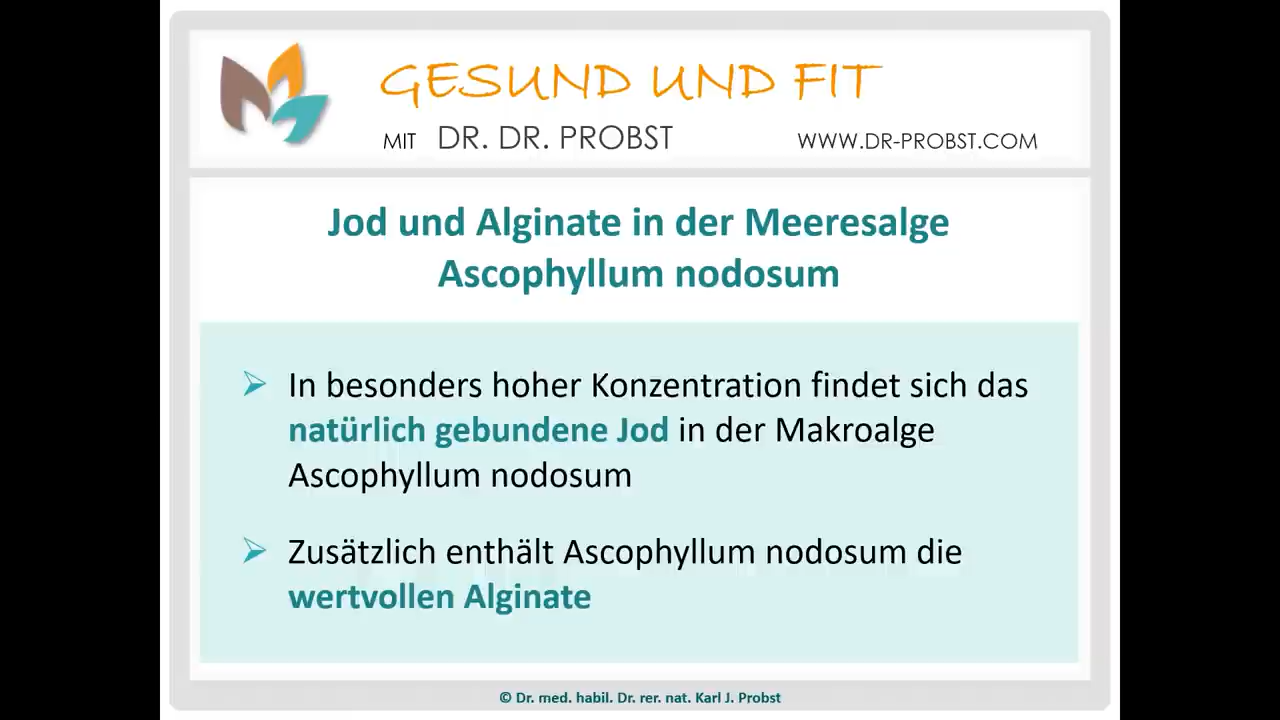 GESUND UND FIT
MIT DR. DR. PROBST WWW.DR-PROBST.COM
Jod und Alginate in der Meeresalge
Ascophyllum nodosum
In besonders hoher Konzentration findet sich das
natürlich gebundene Jod in der Makroalge
Ascophyllum nodosum
Zusätzlich enthält Ascophyllum nodosum die
wertvollen Alginate
© Dr. med. habil. Dr. rer. nat. Karl J. Probst